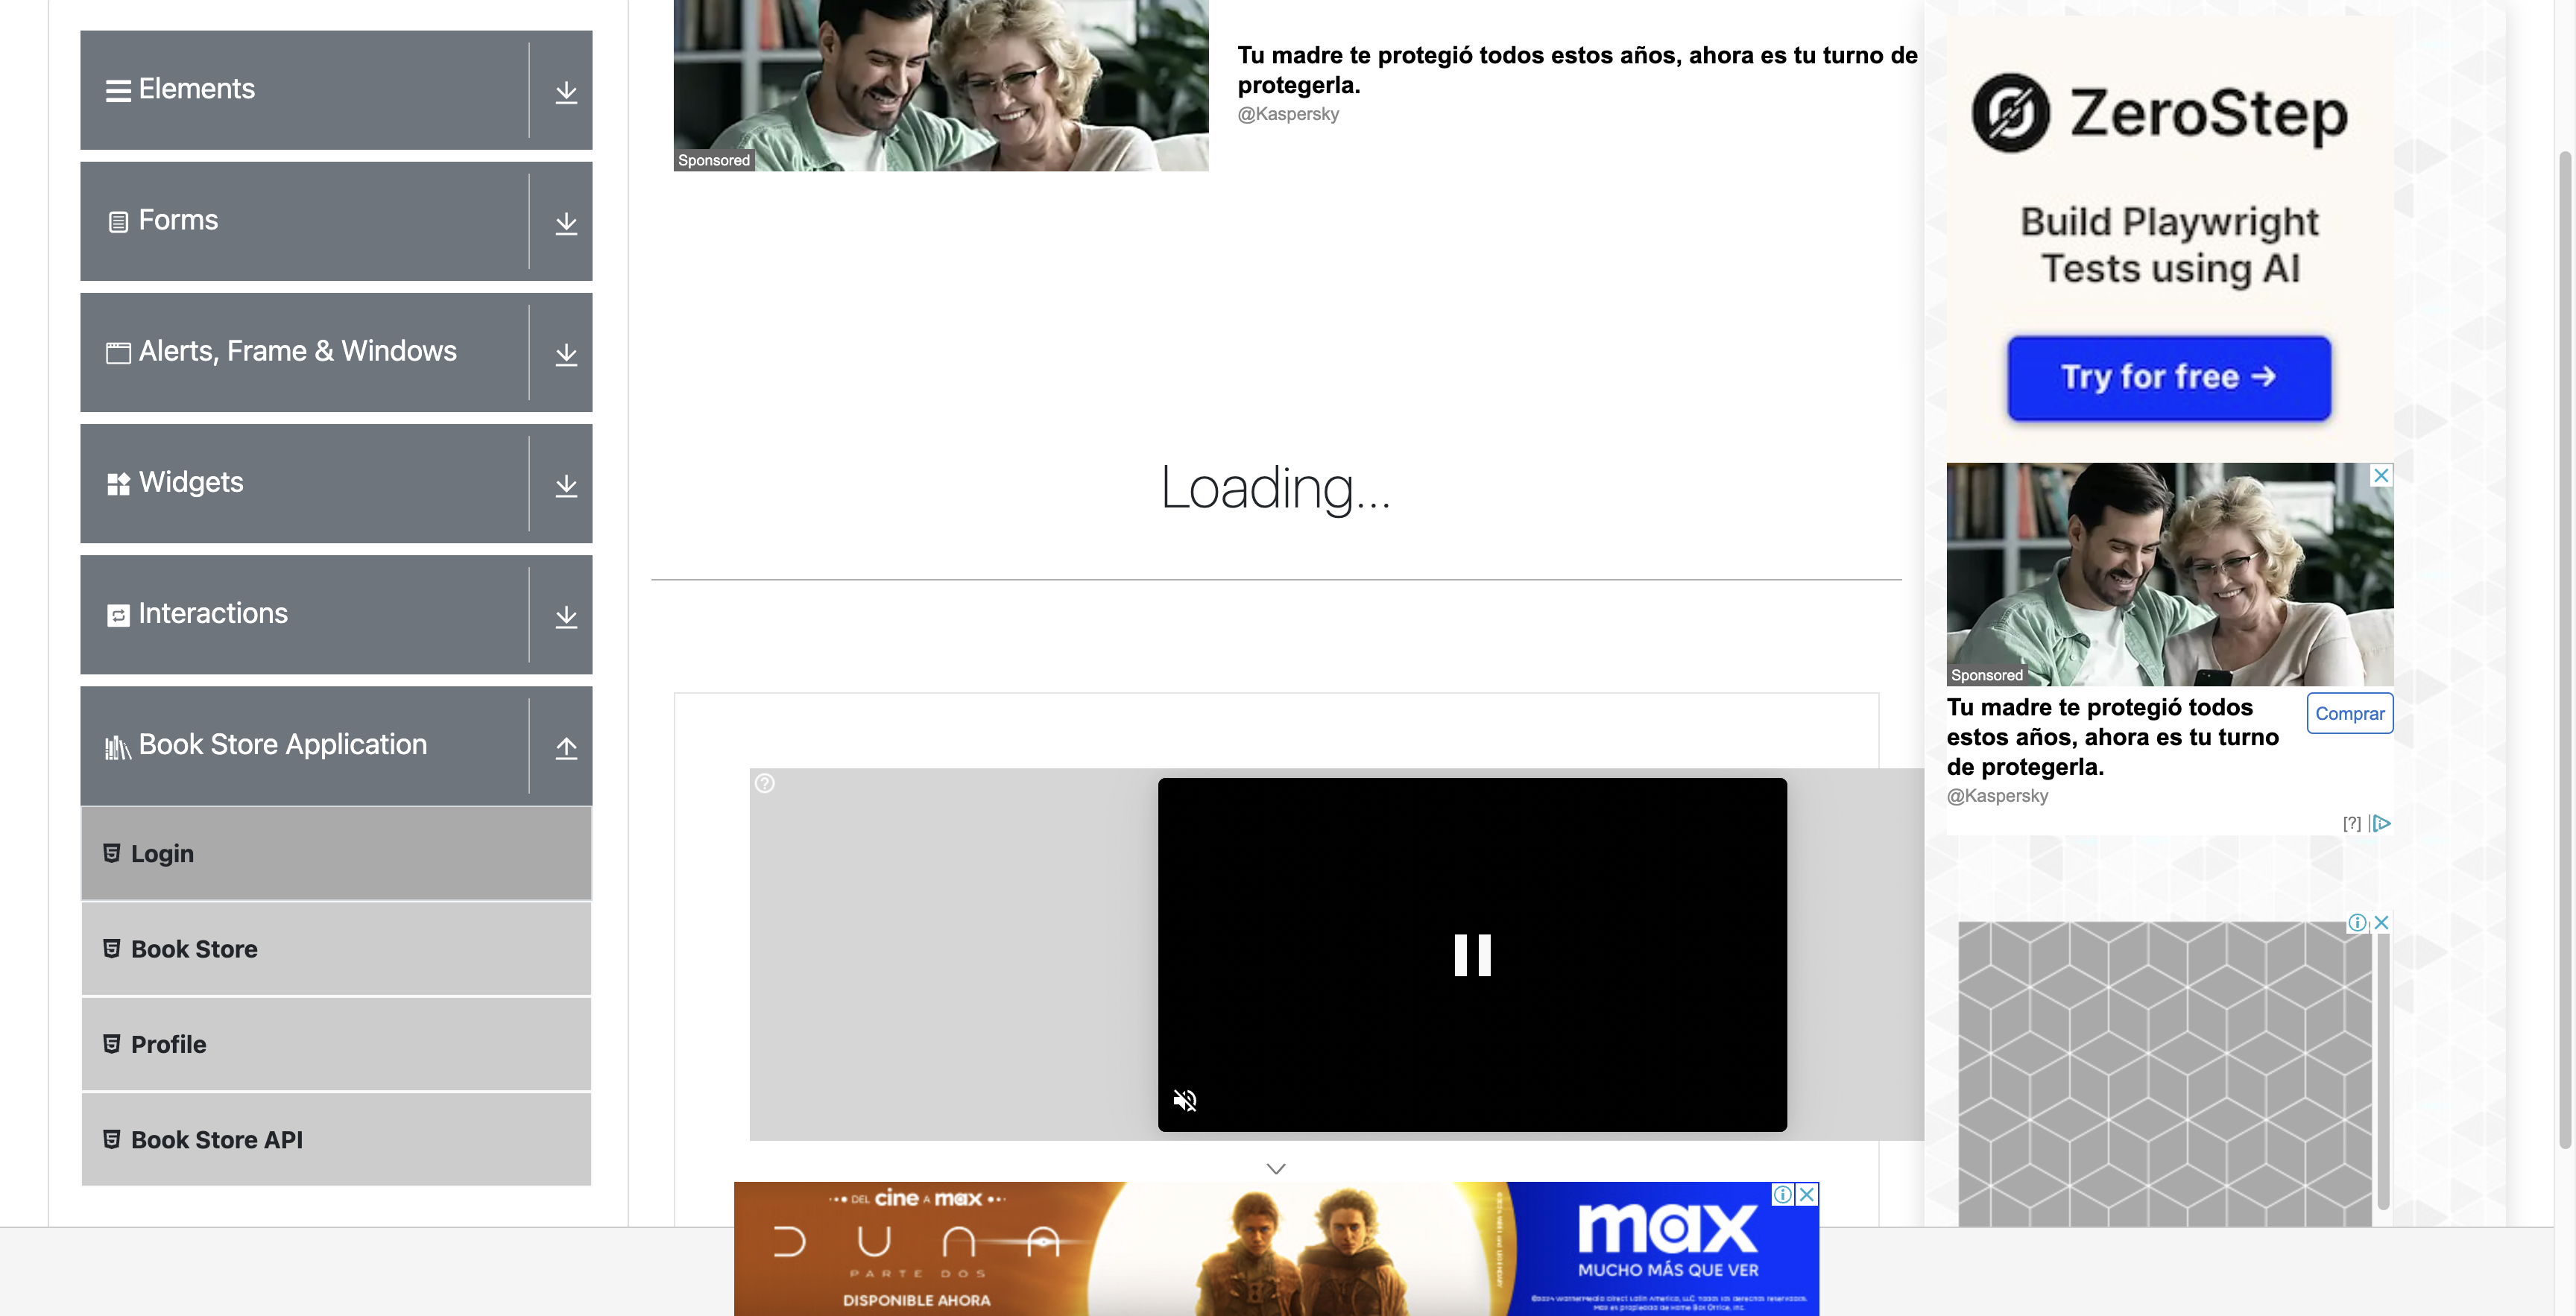 Elements
Forms
Alerts, Frame & Windows
Widgets
Interactions
Book Store Application
Login
Book Store
Profile
Book Store API
Tu madre te protegió todos estos años, ahora es tu turno de
protegerla.
@Kaspersky
Sponsored
Loading...
DEL cine A max
DUNA
PARTE DOS
DISPONIBLE AHORA
max
MUCHO MÁS QUE VER
ZeroStep
Build Playwright
Tests using AI
Try for free →
Sponsored
Tu madre te protegió todos
estos años, ahora es tu turno
de protegerla.
Comprar
@Kaspersky
[?]